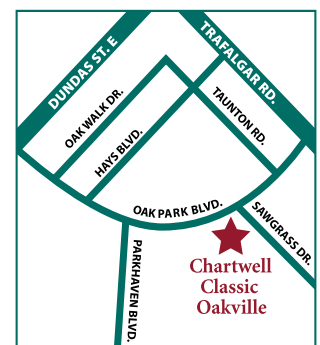 DUNDAS ST. E
TRAFALGAR RD.
OAK WALK DR.
HAYS BLVD.
TAUNTON RD.
OAK PARK BLVD.
SAWGRASS DR.
PARKHAVEN BLVD.
Chartwell
Classic
Oakville